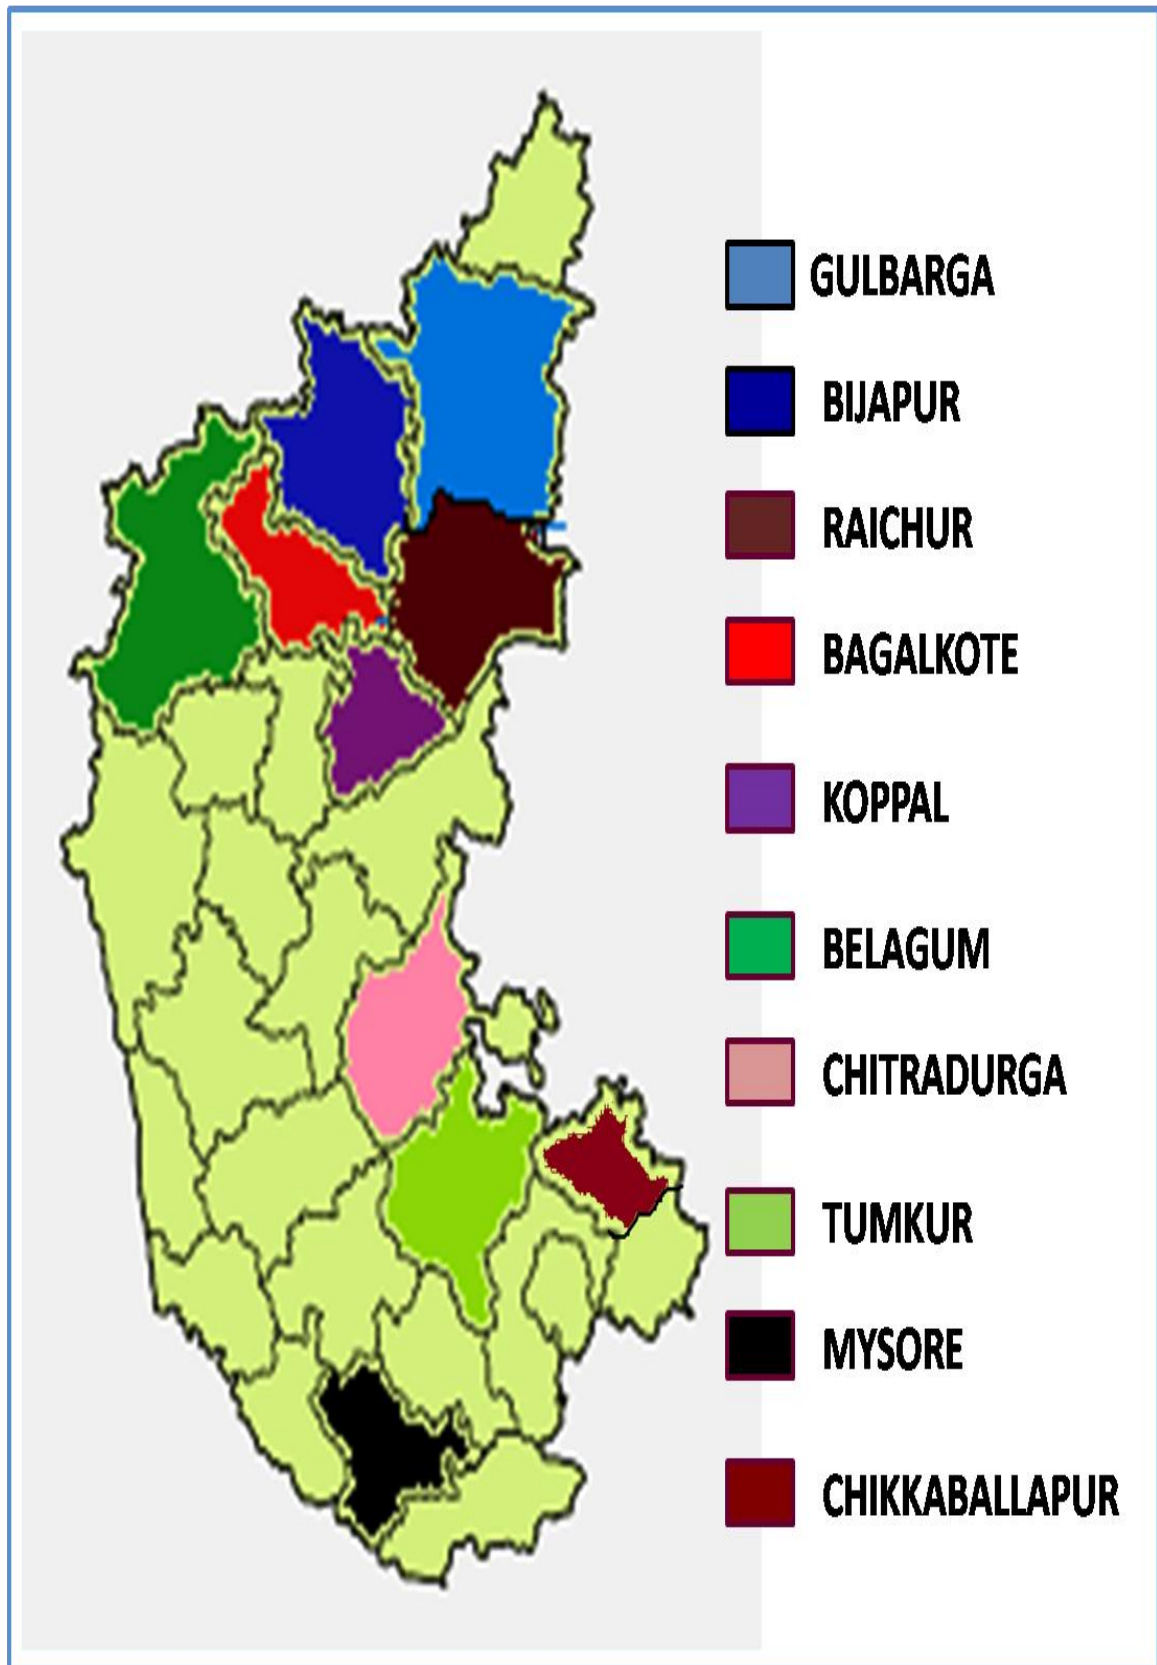 GULBARGA
BIJAPUR
RAICHUR
BAGALKOTE
KOPPAL
BELAGUM
CHITRADURGA
TUMKUR
MYSORE
CHIKKABALLAPUR